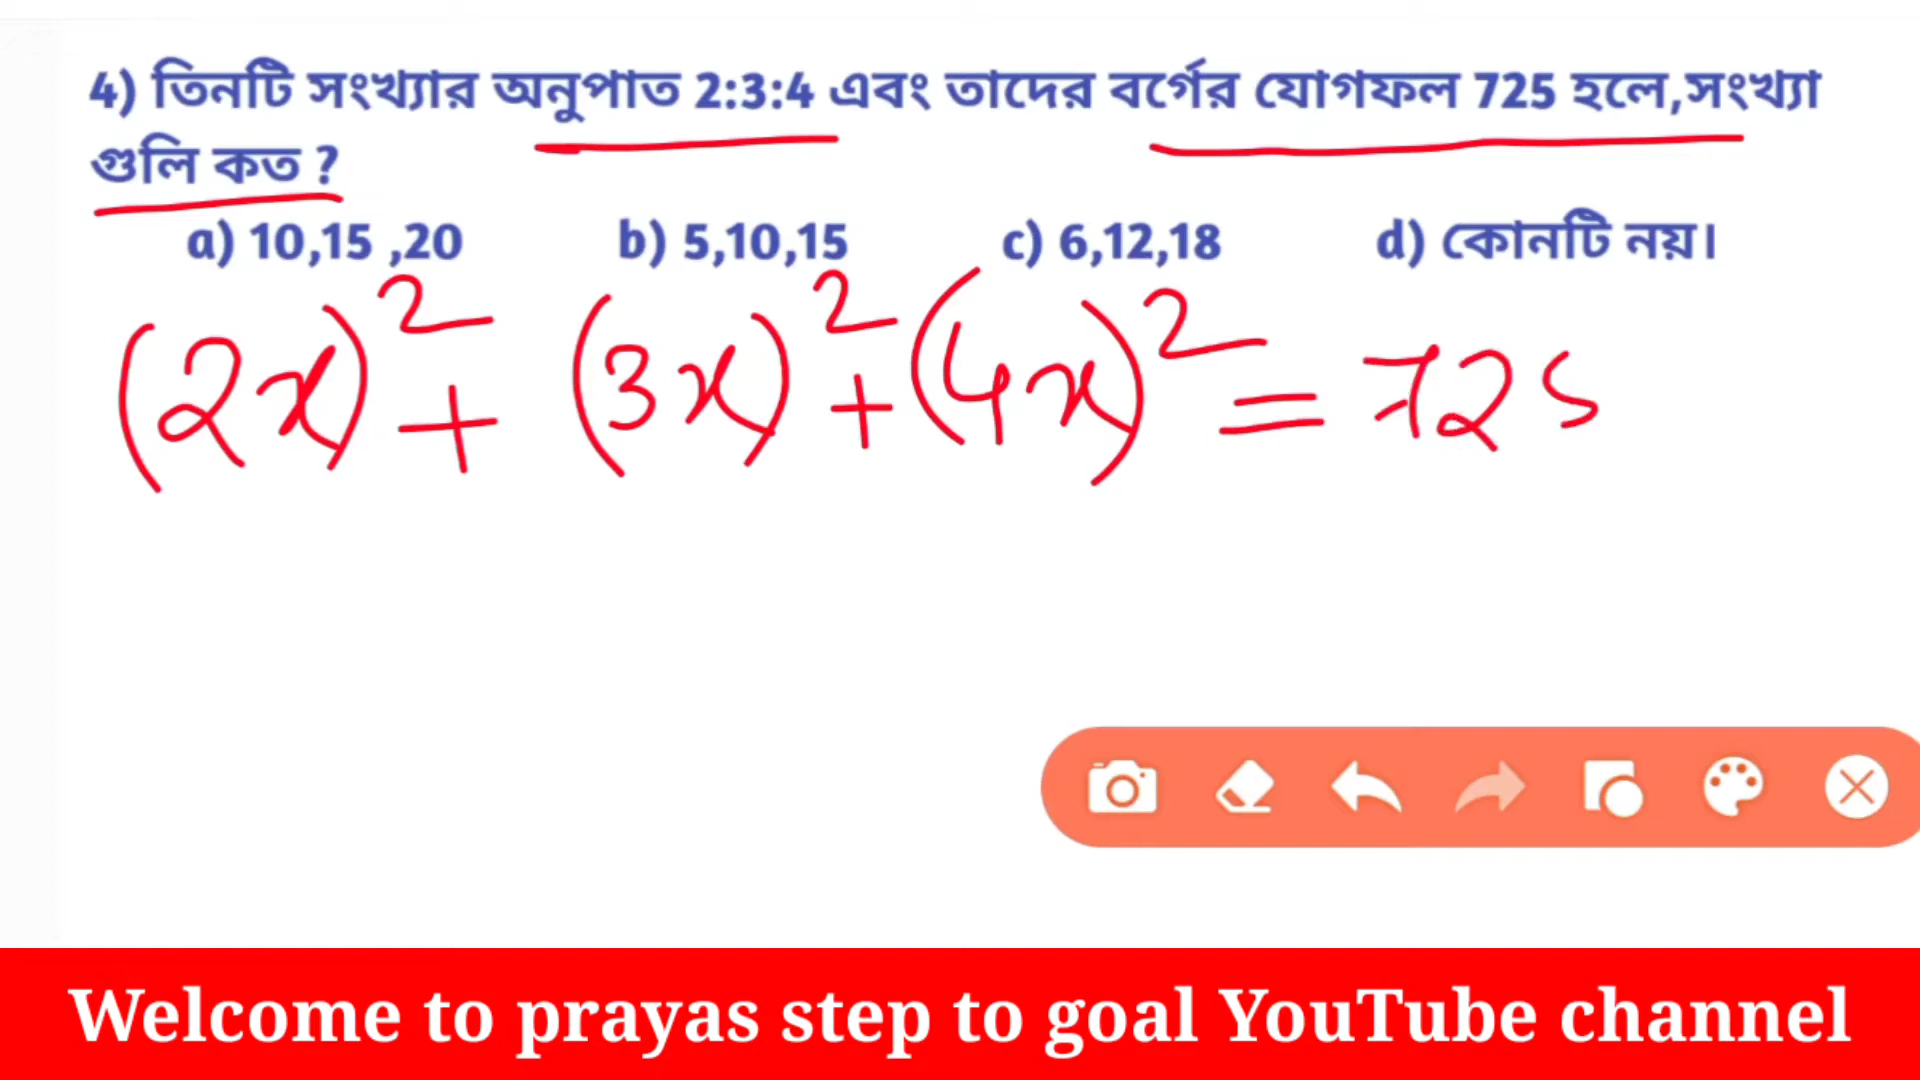 4) তিনটি সংখ্যার অনুপাত 2:3:4 এবং তাদের বর্গের যোগফল 725 হলে,সংখ্যা
গুলি কত ?
a) 10,15 ,20 b) 5,10,15 c) 6,12,18 d) কোনটি নয়।
(2x)² + (3x)² + (4x)² = 725
Welcome to prayas step to goal YouTube channel